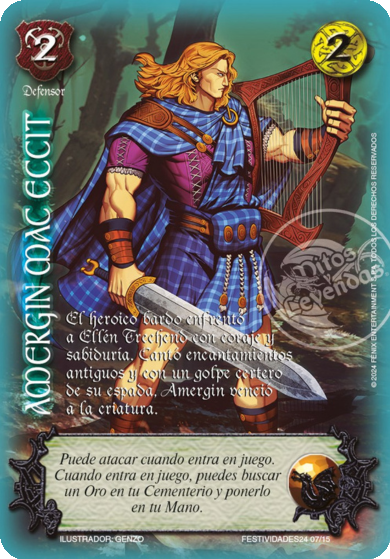 2
2
Defensor
AMERGIN MAC ECCIT
El heroico bardo enfrentó
a Ellén Trechend con coraje y
sabiduría. Cantó encantamientos
antiguos y con un golpe certero
de su espada, Amergin venció
a la criatura.
mitos
y
leyendas
© 2024 FENIX ENTERTAINMENT TODOS LOS DERECHOS RESERVADOS
Puede atacar cuando entra en juego.
Cuando entra en juego, puedes buscar
un Oro en tu Cementerio y ponerlo
en tu Mano.
ILUSTRADOR: GENZO
FESTIVIDADES24 07/15